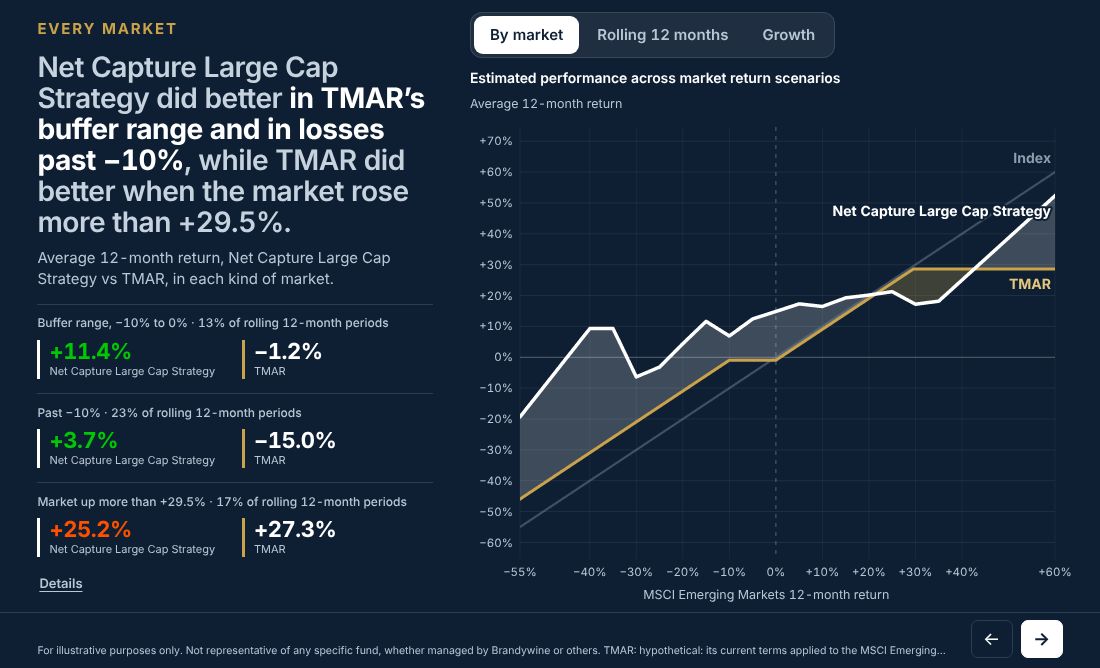 EVERY MARKET
Net Capture Large Cap
Strategy did better in TMAR’s
buffer range and in losses
past −10%, while TMAR did
better when the market rose
more than +29.5%.
Average 12-month return, Net Capture Large Cap
Strategy vs TMAR, in each kind of market.
Buffer range, −10% to 0% · 13% of rolling 12-month periods
+11.4%
Net Capture Large Cap Strategy
−1.2%
TMAR
Past −10% · 23% of rolling 12-month periods
+3.7%
Net Capture Large Cap Strategy
−15.0%
TMAR
Market up more than +29.5% · 17% of rolling 12-month periods
+25.2%
Net Capture Large Cap Strategy
+27.3%
TMAR
Details
By market Rolling 12 months Growth
Estimated performance across market return scenarios
Average 12-month return
+70%
+60%
+50%
+40%
+30%
+20%
+10%
0%
−10%
−20%
−30%
−40%
−50%
−60%
Index
Net Capture Large Cap Strategy
TMAR
−55% −40% −30% −20% −10% 0% +10% +20% +30% +40% +60%
MSCI Emerging Markets 12-month return
For illustrative purposes only. Not representative of any specific fund, whether managed by Brandywine or others. TMAR: hypothetical: its current terms applied to the MSCI Emerging...
← →